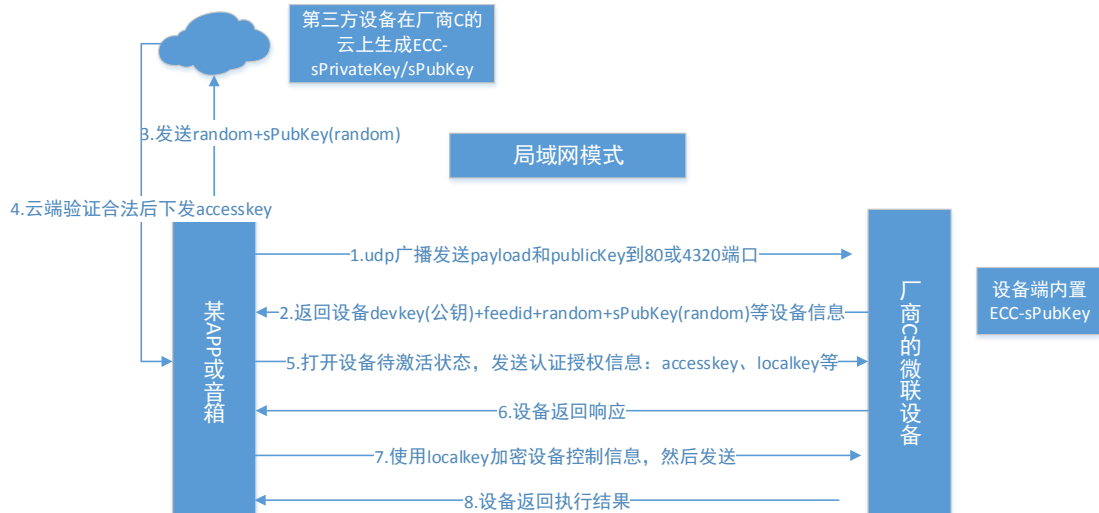 第三方设备在厂商C的
云上生成ECC-
sPrivateKey/sPubKey
3.发送random+sPubKey(random)
局域网模式
4.云端验证合法后下发accesskey
1.udp广播发送payload和publicKey到80或4320端口
某APP或音箱
厂商C的微联设备
设备端内置
ECC-sPubKey
2.返回设备devkey(公钥)+feedid+random+sPubKey(random)等设备信息
5.打开设备待激活状态，发送认证授权信息：accesskey、localkey等
6.设备返回响应
7.使用localkey加密设备控制信息，然后发送
8.设备返回执行结果